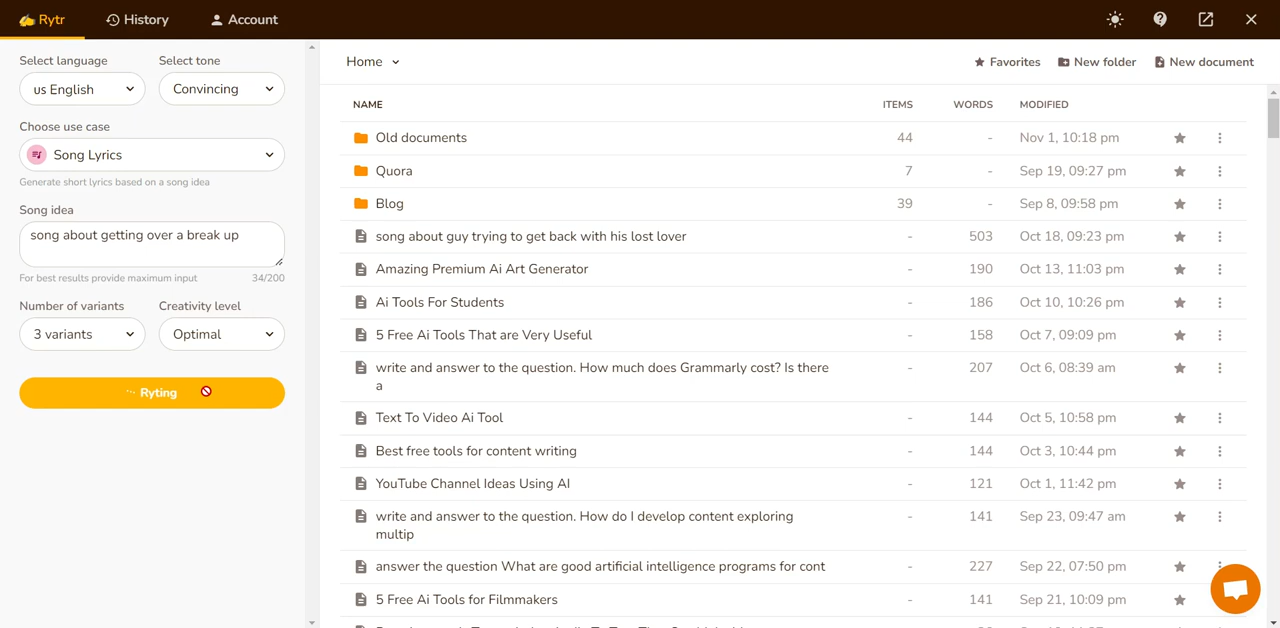 Rytr
History
Account
Select language
Select tone
us English
Convincing
Choose use case
Song Lyrics
Generate short lyrics based on a song idea
Song idea
song about getting over a break up
For best results provide maximum input
34/200
Number of variants
Creativity level
3 variants
Optimal
Ryting
Home
Favorites
New folder
New document
NAME ITEMS WORDS MODIFIED
Old documents 44 - Nov 1, 10:18 pm
Quora 7 - Sep 19, 09:27 pm
Blog 39 - Sep 8, 09:58 pm
song about guy trying to get back with his lost lover - 503 Oct 18, 09:23 pm
Amazing Premium Ai Art Generator - 190 Oct 13, 11:03 pm
Ai Tools For Students - 186 Oct 10, 10:26 pm
5 Free Ai Tools That are Very Useful - 158 Oct 7, 09:09 pm
write and answer to the question. How much does Grammarly cost? Is there - 207 Oct 6, 08:39 am
a
Text To Video Ai Tool - 144 Oct 5, 10:58 pm
Best free tools for content writing - 144 Oct 3, 10:44 pm
YouTube Channel Ideas Using AI - 121 Oct 1, 11:42 pm
write and answer to the question. How do I develop content exploring - 141 Sep 23, 09:47 am
multip
answer the question What are good artificial intelligence programs for cont - 227 Sep 22, 07:50 pm
5 Free Ai Tools for Filmmakers - 141 Sep 21, 10:09 pm